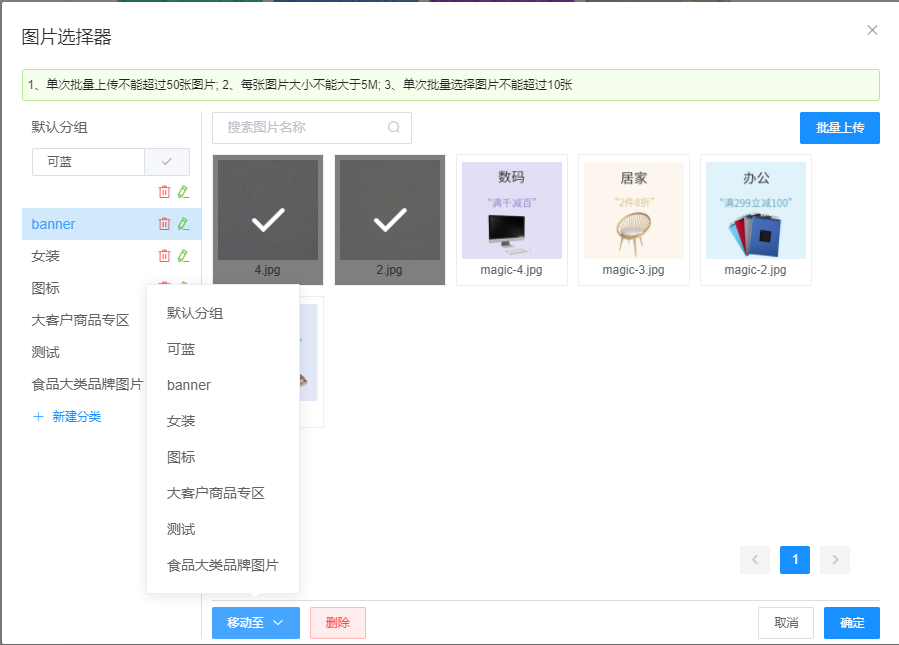 图片选择器
1、单次批量上传不能超过50张图片; 2、每张图片大小不能大于5M; 3、单次批量选择图片不能超过10张
默认分组
搜索图片名称
批量上传
可蓝
banner
女装
图标
大客户商品专区
测试
食品大类品牌图片
新建分类
4.jpg
2.jpg
数码
“满千减百”
magic-4.jpg
居家
“2件8折”
magic-3.jpg
办公
“满299立减100”
magic-2.jpg
默认分组
可蓝
banner
女装
图标
大客户商品专区
测试
食品大类品牌图片
1
移动至
删除
取消
确定